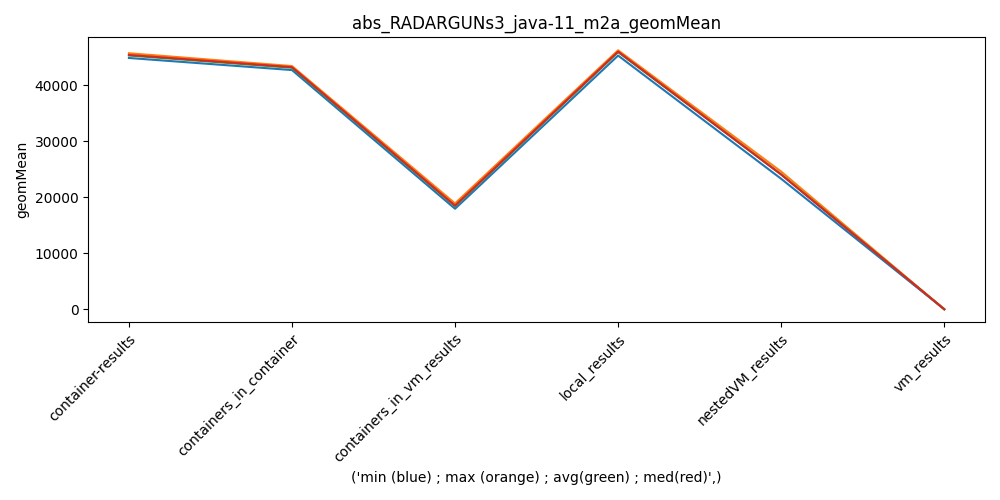 abs_RADARGUNs3_java-11_m2a_geomMean
geomMean
40000
30000
20000
10000
0
container-results
containers_in_container
containers_in_vm_results
local_results
nestedVM_results
vm_results
('min (blue) ; max (orange) ; avg(green) ; med(red)',)